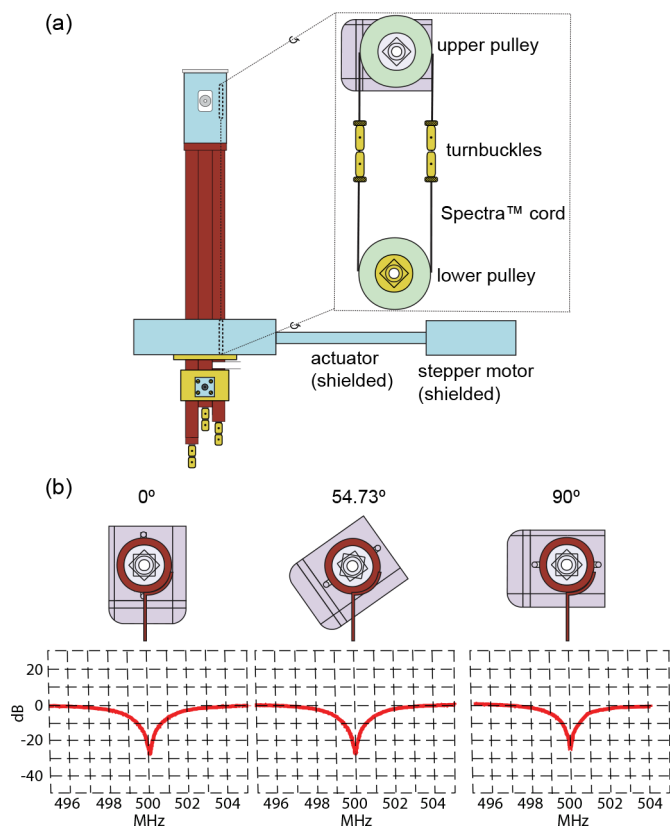 (a)
upper pulley
turnbuckles
Spectra™ cord
lower pulley
actuator
(shielded)
stepper motor
(shielded)
(b)
0º
54.73º
90º
20
0
-20
-40
dB
496 498 500 502 504
496 498 500 502 504
496 498 500 502 504
MHz
MHz
MHz